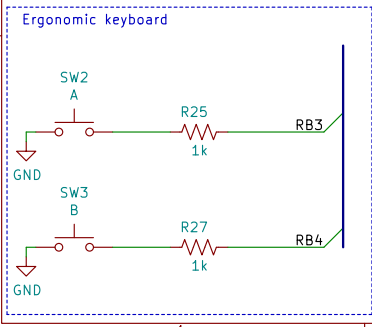 Ergonomic keyboard
SW2
A
R25
RB3
1k
GND
SW3
B
R27
RB4
1k
GND